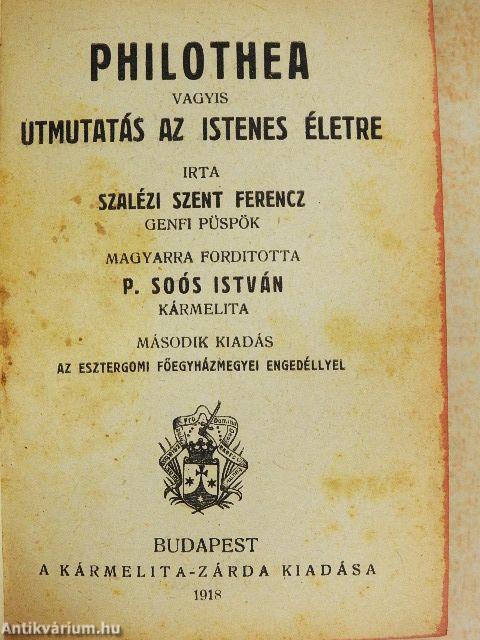 PHILOTHEA
VAGYIS
UTMUTATÁS AZ ISTENES ÉLETRE
IRTA
SZALÉZI SZENT FERENCZ
GENFI PÜSPÖK
MAGYARRA FORDITOTTA
P. SOÓS ISTVÁN
KÁRMELITA
MÁSODIK KIADÁS
AZ ESZTERGOMI FŐEGYHÁZMEGYEI ENGEDÉLLYEL
BUDAPEST
A KÁRMELITA-ZÁRDA KIADÁSA
1918
Antikvárium.hu